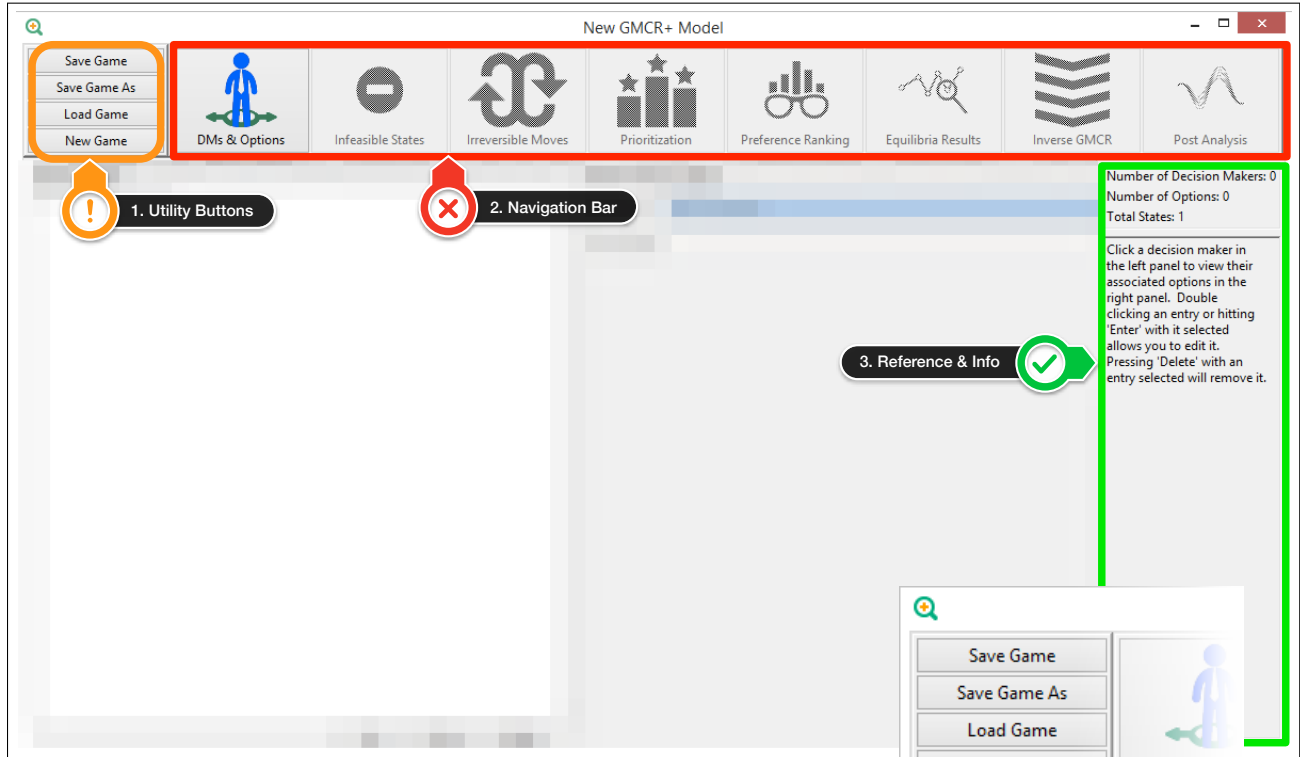 New GMCR+ Model
Save Game
Save Game As
Load Game
New Game
DMs & Options
Infeasible States
Irreversible Moves
Prioritization
Preference Ranking
Equilibria Results
Inverse GMCR
Post Analysis
1. Utility Buttons
2. Navigation Bar
Number of Decision Makers: 0
Number of Options: 0
Total States: 1
Click a decision maker in
the left panel to view their
associated options in the
right panel. Double
clicking an entry or hitting
'Enter' with it selected
allows you to edit it.
Pressing 'Delete' with an
entry selected will remove it.
3. Reference & Info
Save Game
Save Game As
Load Game